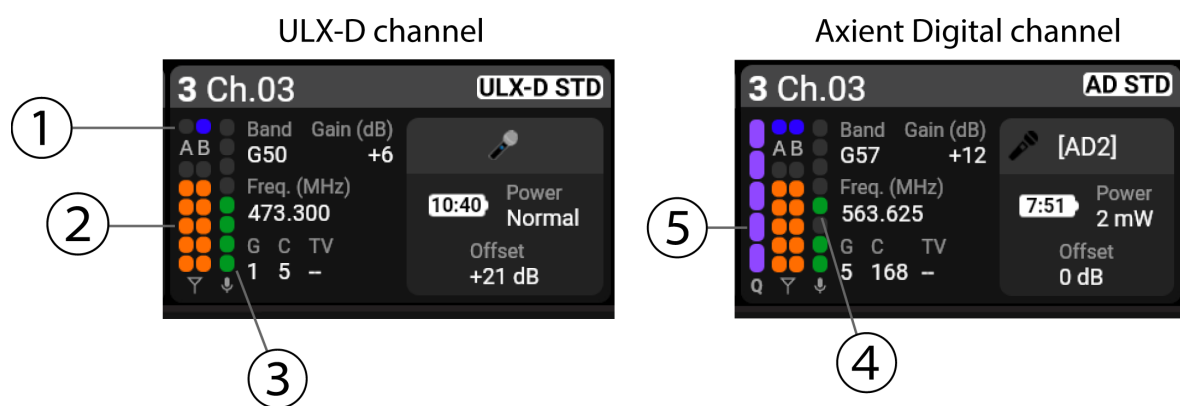 ULX-D channel
Axient Digital channel
3 Ch.03 ULX-D STD
1
A B
Band Gain (dB)
G50 +6
Freq. (MHz)
473.300
G C TV
1 5 --
10:40
Power
Normal
Offset
+21 dB
2
3
3 Ch.03 AD STD
A B
Band Gain (dB)
G57 +12
Freq. (MHz)
563.625
G C TV
5 168 --
Q
[AD2]
7:51
Power
2 mW
Offset
0 dB
5
4